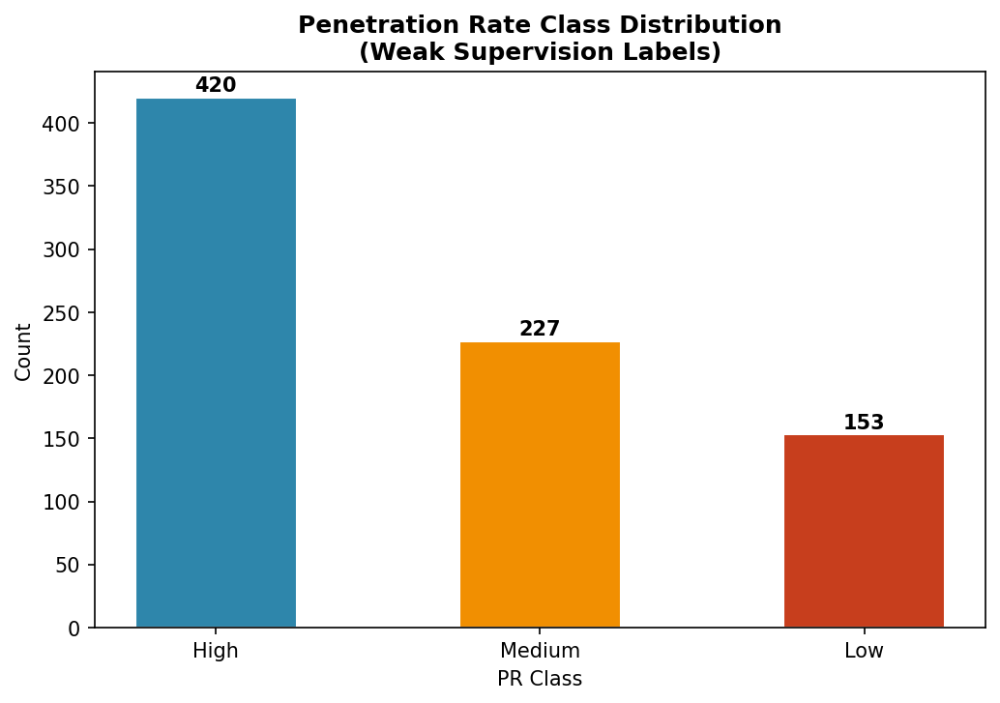 Penetration Rate Class Distribution
(Weak Supervision Labels)
420
400
350
300
250
227
200
153
150
100
50
0
Count
High
Medium
Low
PR Class